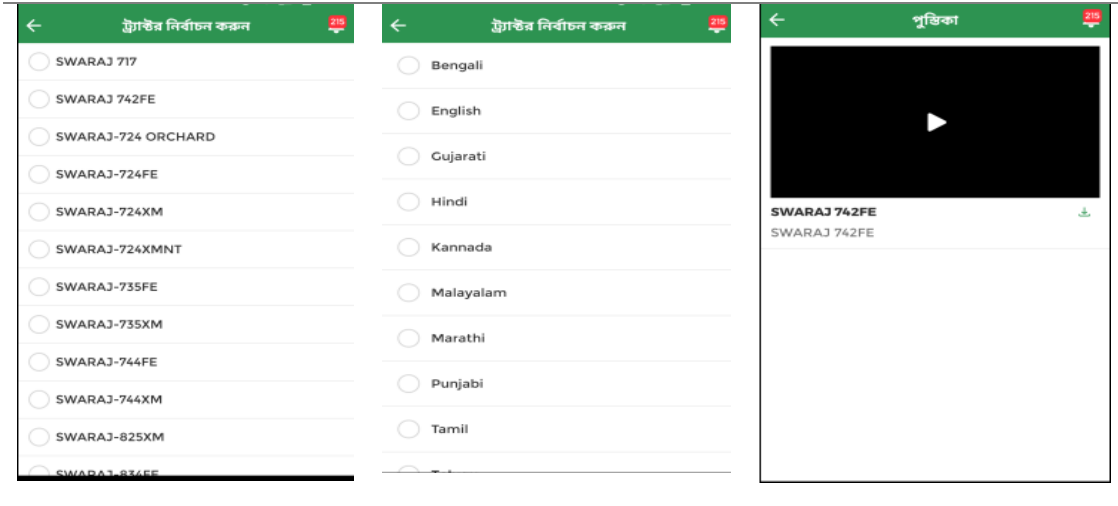 ট্র্যাক্টর নির্বাচন করুন
215
SWARAJ 717
SWARAJ 742FE
SWARAJ-724 ORCHARD
SWARAJ-724FE
SWARAJ-724XM
SWARAJ-724XMNT
SWARAJ-735FE
SWARAJ-735XM
SWARAJ-744FE
SWARAJ-744XM
SWARAJ-825XM
SWARAJ-834FE
ট্র্যাক্টর নির্বাচন করুন
215
Bengali
English
Gujarati
Hindi
Kannada
Malayalam
Marathi
Punjabi
Tamil
পুস্তিকা
215
SWARAJ 742FE
SWARAJ 742FE